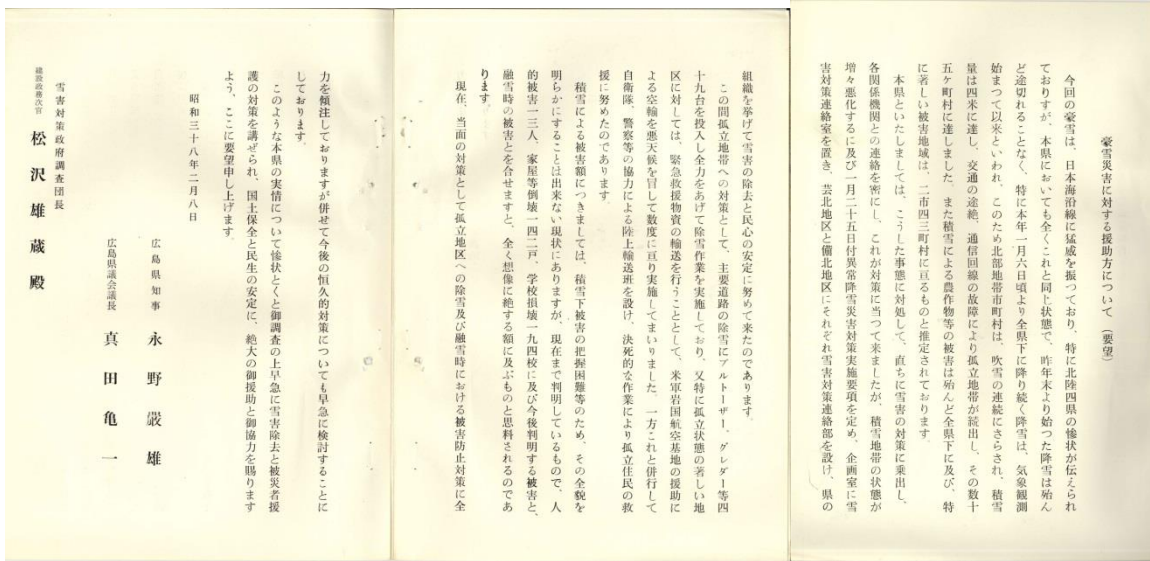 豪雪災害に対する援助方について（要望）
今回の豪雪は、日本海沿線に猛威を振つており、特に北陸四県の惨状が伝えられ
ておりすが、本県においても全くこれと同じ状態で、昨年末より始つた降雪は殆ん
ど途切れることなく、特に本年一月六日頃より全県下に降り続く降雪は、気象観測
始まつて以来といわれ、このため北部地帯市町村は、吹雪の連続にさらされ、積雪
量は四米に達し、交通の途絶、通信回線の故障により孤立地帯が続出し、その数十
五ヶ町村に達しました。また積雪による農作物等の被害は殆んど全県下に及び、特
に著しい被害地域は、二市四三町村に亘るものと推定されております。
本県といたしましては、こうした事態に対処して、直ちに雪害の対策に乗出し、
各関係機関との連絡を密にし、これが対策に当つて来ましたが、積雪地帯の状態が
増々悪化するに及び一月二十五日付異常降雪災害対策実施要項を定め、企画室に雪
害対策連絡室を置き、芸北地区と備北地区にそれぞれ雪害対策連絡部を設け、県の
組織を挙げて雪害の除去と民心の安定に努めて来たのであります。
この間孤立地帯への対策として、主要道路の除雪にブルトーザー、グレダー等四
十九台を投入し全力をあげて除雪作業を実施しており、又特に孤立状態の著しい地
区に対しては、緊急救援物資の輸送を行うこととして、米軍岩国航空基地の援助に
よる空輸を悪天候を冒して数度に亘り実施してまいりました。一方これと併行して
自衛隊、警察等の協力による陸上輸送班を設け、決死的な作業により孤立住民の救
援に努めたのであります。
積雪による被害額につきましては、積雪下被害の把握困難等のため、その全貌を
明らかにすることは出来ない現状にありますが、現在まで判明しているもので、人
的被害一三人、家屋等倒壊一四二戸、学校損壊一九四校に及び今後判明する被害と、
融雪時の被害とを合せますと、全く想像に絶する額に及ぶものと思料されるのであ
ります。
現在、当面の対策として孤立地区への除雪及び融雪時における被害防止対策に全
力を傾注しておりますが併せて今後の恒久的対策についても早急に検討することに
しております。
このような本県の実情について惨状とくと御調査の上早急に雪害除去と被災者援
護の対策を講ぜられ、国土保全と民生の安定に、絶大の御援助と御協力を賜ります
よう、ここに要望申し上げます。
昭和三十八年二月八日
広島県知事　永野嚴雄
広島県議会議長　真田亀一
雪害対策政府調査団長
建設政務次官　松沢雄蔵殿